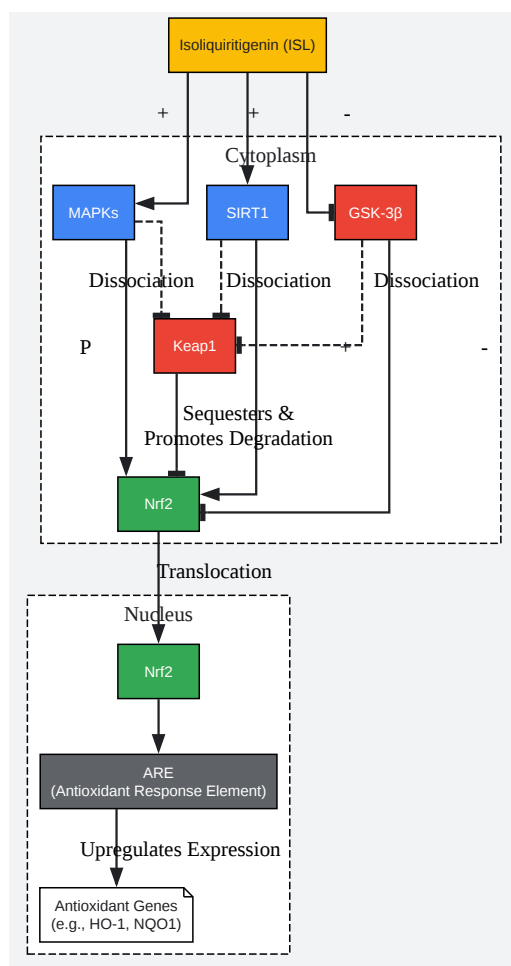 Isoliquiritigenin (ISL)
+
+
-
Cytoplasm
MAPKs
SIRT1
GSK-3β
Dissociation
Dissociation
Dissociation
P
Keap1
+
-
Sequesters &
Promotes Degradation
Nrf2
Translocation
Nucleus
Nrf2
ARE
(Antioxidant Response Element)
Upregulates Expression
Antioxidant Genes
(e.g., HO-1, NQO1)